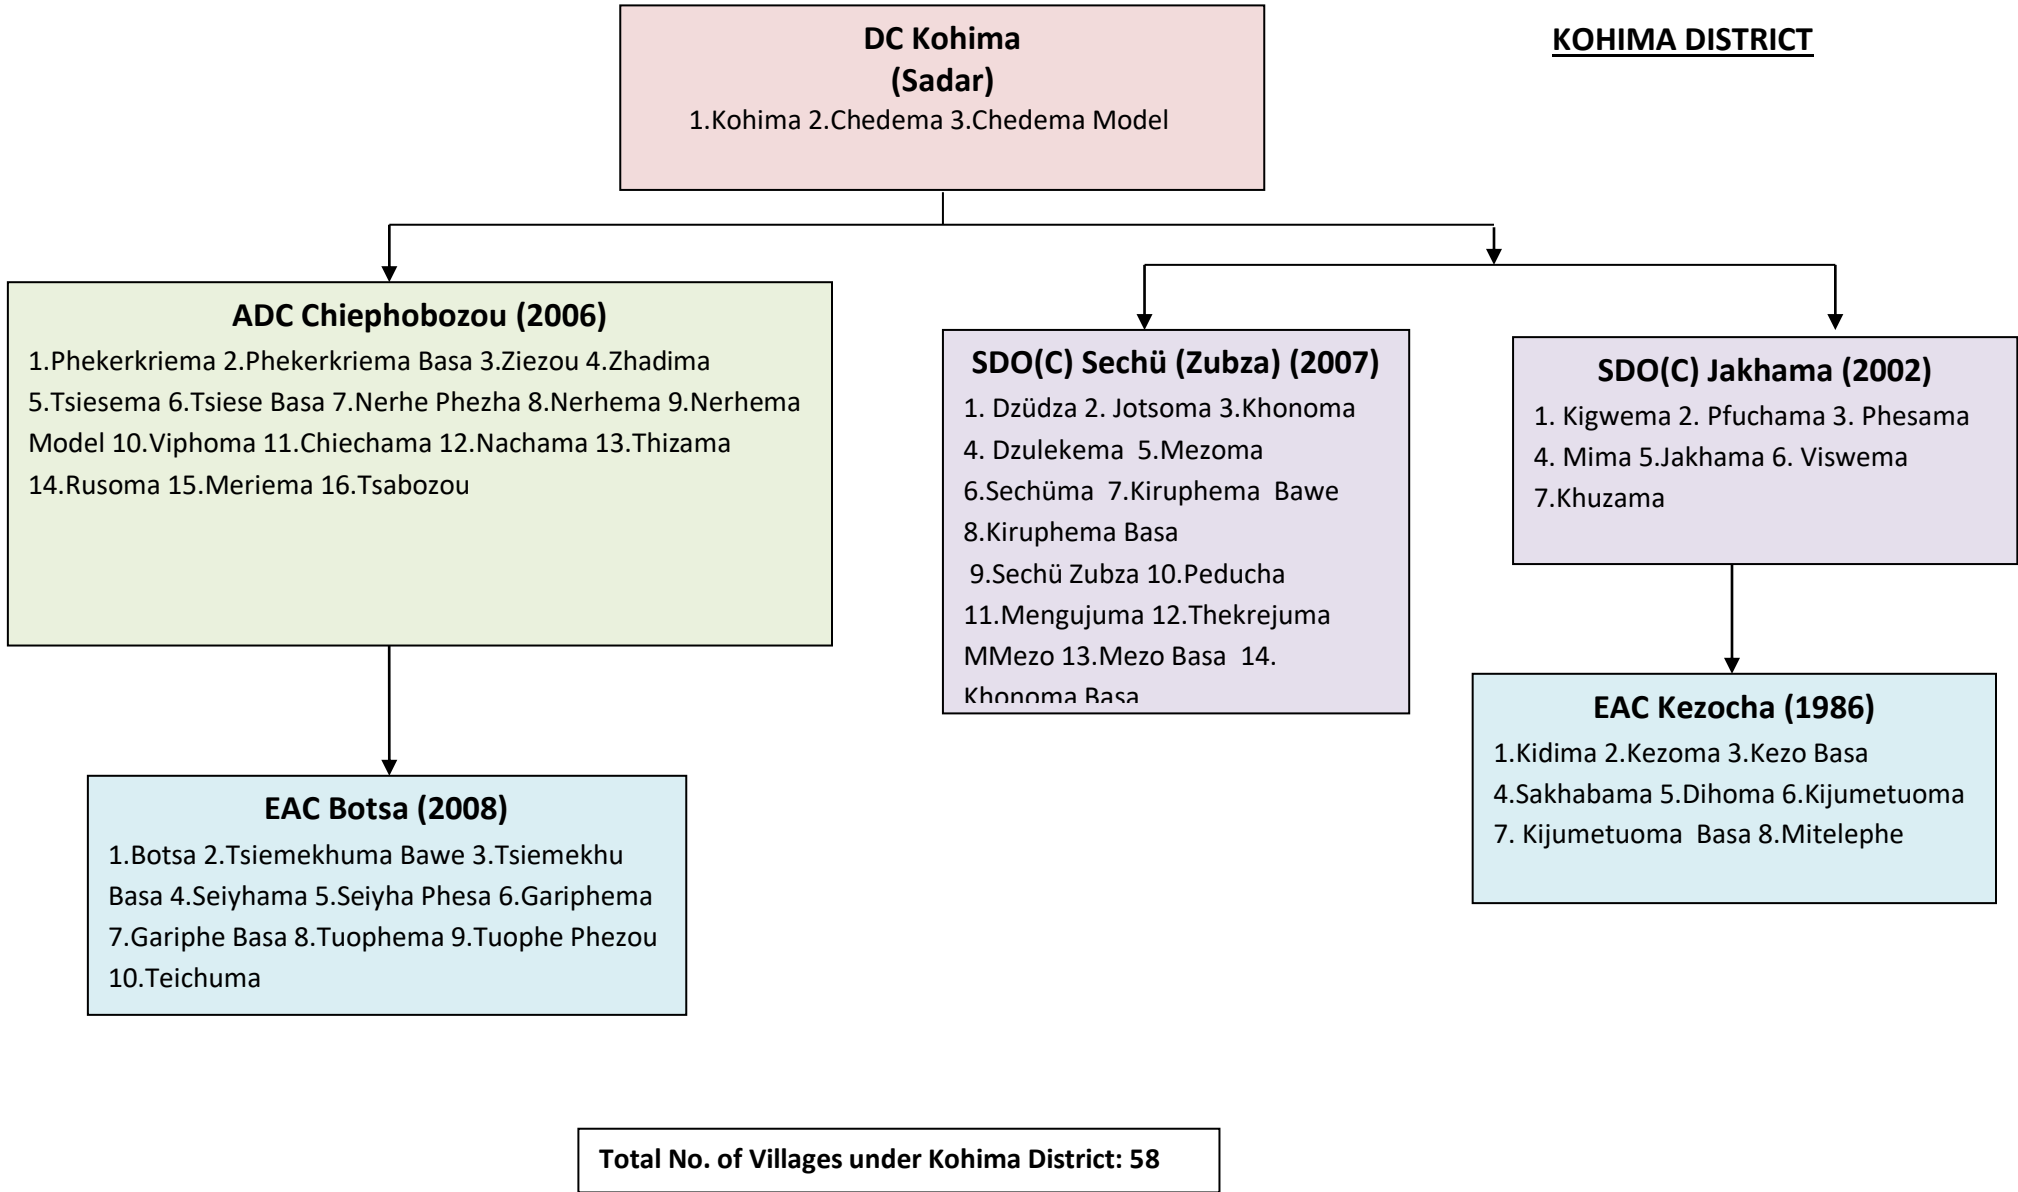 DC Kohima
(Sadar)
1.Kohima 2.Chedema 3.Chedema Model
KOHIMA DISTRICT
ADC Chiephobozou (2006)
1.Phekerkriema 2.Phekerkriema Basa 3.Ziezou 4.Zhadima
5.Tsiesema 6.Tsiese Basa 7.Nerhe Phezha 8.Nerhema 9.Nerhema
Model 10.Viphoma 11.Chiechama 12.Nachama 13.Thizama
14.Rusoma 15.Meriema 16.Tsabozou
SDO(C) Sechü (Zubza) (2007)
1. Dzüdza 2. Jotsoma 3.Khonoma
4. Dzulekema 5.Mezoma
6.Sechüma 7.Kiruphema Bawe
8.Kiruphema Basa
9.Sechü Zubza 10.Peducha
11.Mengujuma 12.Thekrejuma
MMezo 13.Mezo Basa 14.
Khonoma Basa
SDO(C) Jakhama (2002)
1. Kigwema 2. Pfuchama 3. Phesama
4. Mima 5.Jakhama 6. Viswema
7.Khuzama
EAC Botsa (2008)
1.Botsa 2.Tsiemekhuma Bawe 3.Tsiemekhu
Basa 4.Seiyhama 5.Seiyha Phesa 6.Gariphema
7.Gariphe Basa 8.Tuophema 9.Tuophe Phezou
10.Teichuma
EAC Kezocha (1986)
1.Kidima 2.Kezoma 3.Kezo Basa
4.Sakhabama 5.Dihoma 6.Kijumetuoma
7. Kijumetuoma Basa 8.Mitelephe
Total No. of Villages under Kohima District: 58